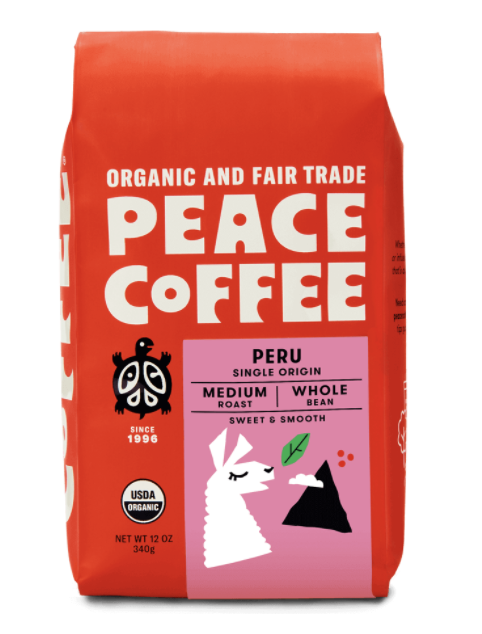 ORGANIC AND FAIR TRADE
PEACE
COFFEE
PERU
SINGLE ORIGIN
MEDIUM
ROAST
WHOLE
BEAN
SWEET & SMOOTH
SINCE
1996
USDA
ORGANIC
NET WT 12 OZ
340g
COFFEE